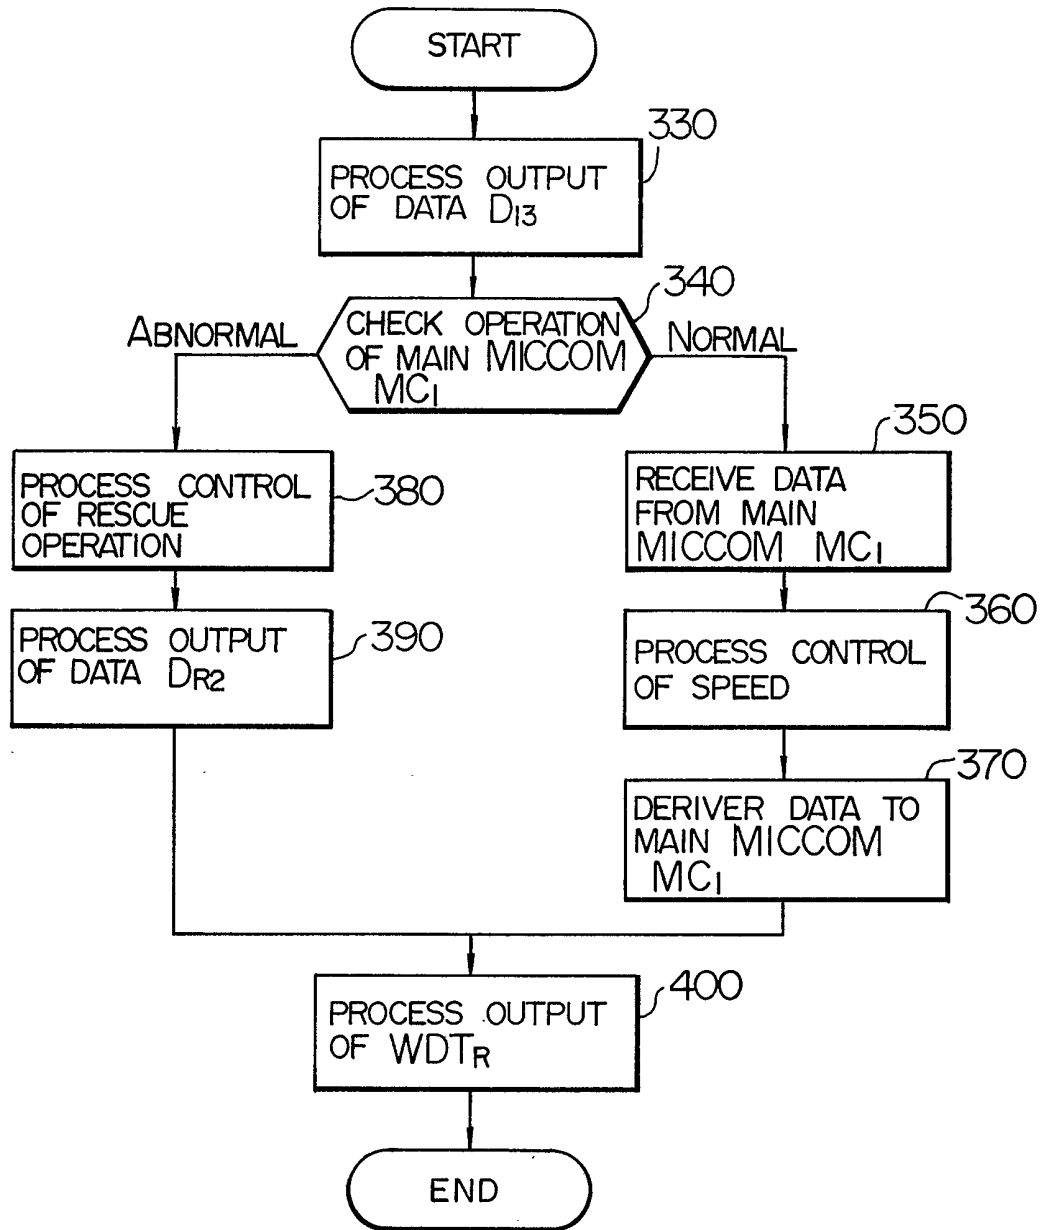 START
330
PROCESS OUTPUT
OF DATA D13
340
CHECK OPERATION
OF MAIN MICCOM
MC1
ABNORMAL
NORMAL
380
PROCESS CONTROL
OF RESCUE
OPERATION
390
PROCESS OUTPUT
OF DATA DR2
350
RECEIVE DATA
FROM MAIN
MICCOM MC1
360
PROCESS CONTROL
OF SPEED
370
DERIVER DATA TO
MAIN MICCOM
MC1
400
PROCESS OUTPUT
OF WDTR
END